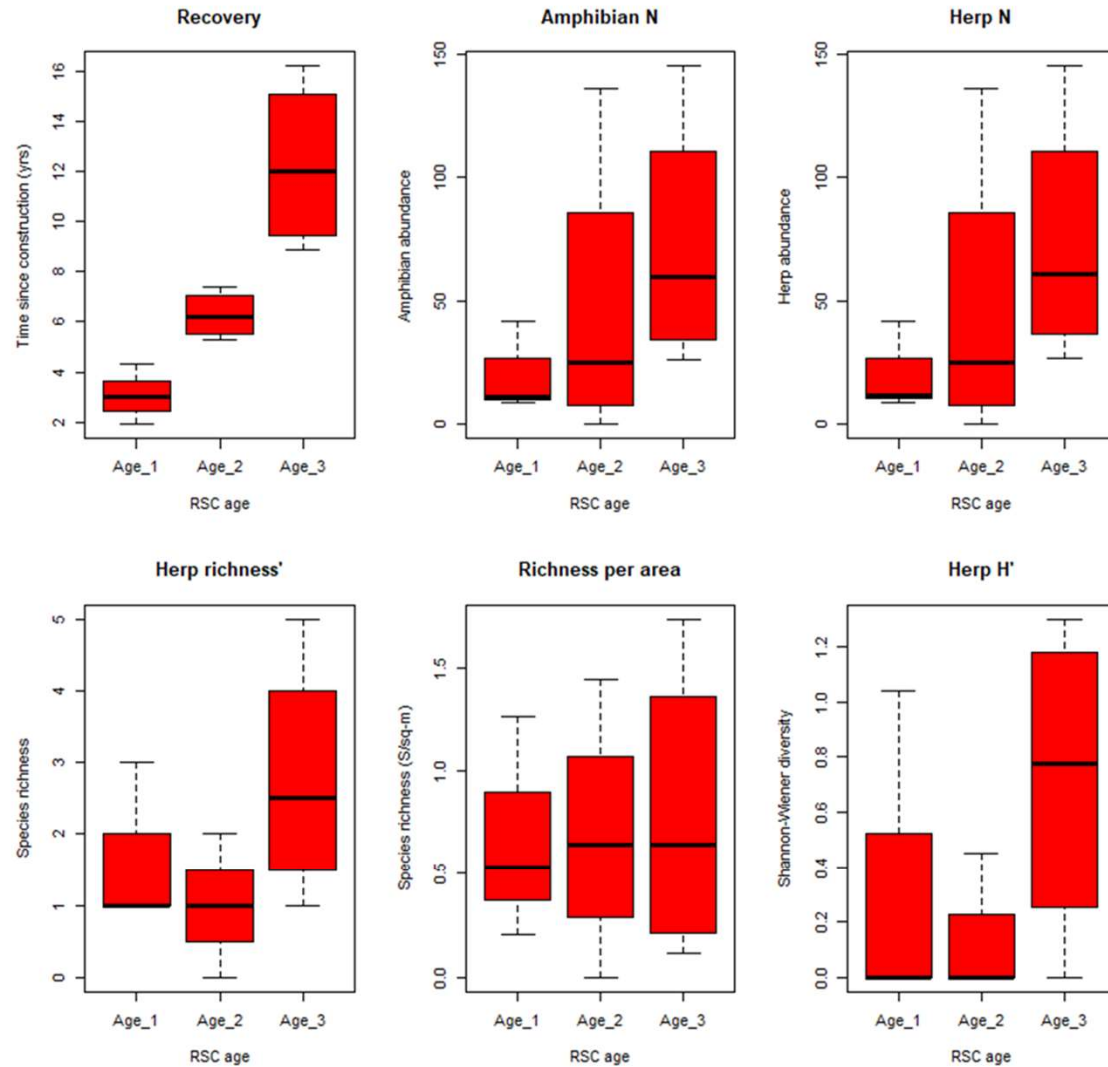 Recovery
Time since construction (yrs)
16
14
12
10
8
6
4
2
Age_1 Age_2 Age_3
RSC age
Amphibian N
Amphibian abundance
150
100
50
0
Age_1 Age_2 Age_3
RSC age
Herp N
Herp abundance
150
100
50
0
Age_1 Age_2 Age_3
RSC age
Herp richness'
Species richness
5
4
3
2
1
0
Age_1 Age_2 Age_3
RSC age
Richness per area
Species richness (S/sq-m)
1.5
1.0
0.5
0.0
Age_1 Age_2 Age_3
RSC age
Herp H'
Shannon-Wiener diversity
1.2
1.0
0.8
0.6
0.4
0.2
0.0
Age_1 Age_2 Age_3
RSC age